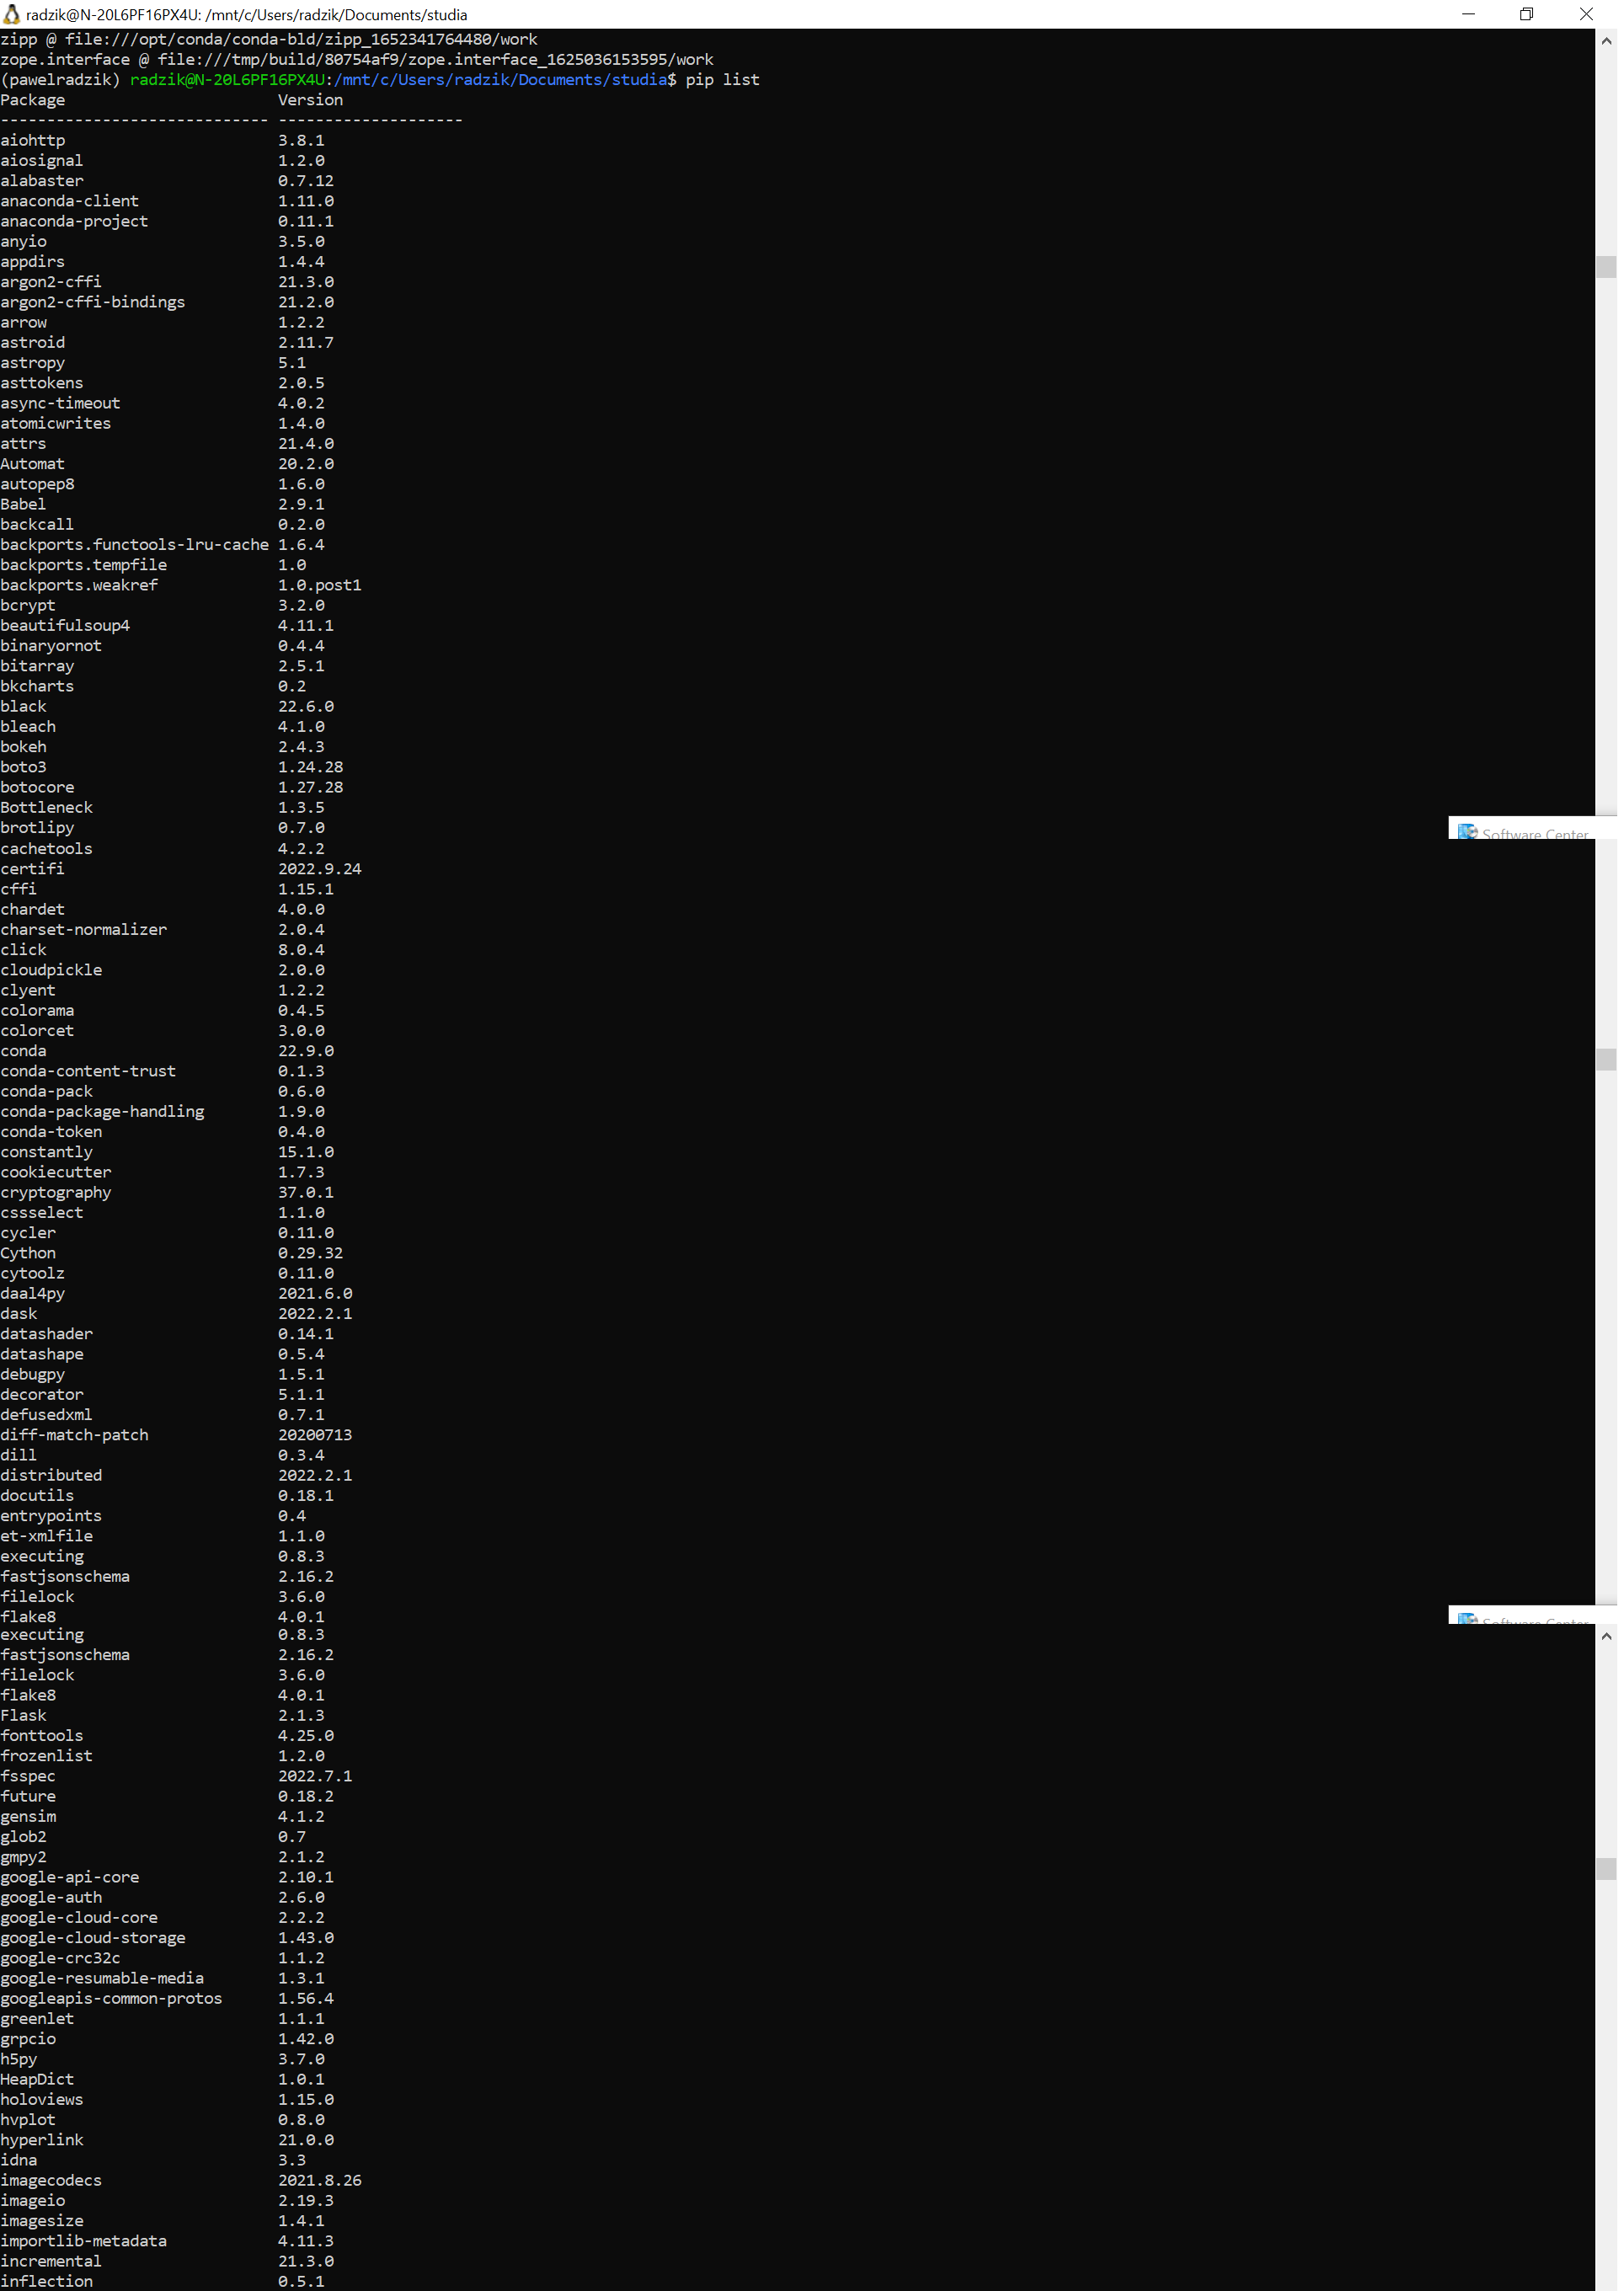 radzik@N-20L6PF16PX4U: /mnt/c/Users/radzik/Documents/studia
zipp @ file:///opt/conda/conda-bld/zipp_1652341764480/work
zope.interface @ file:///tmp/build/80754af9/zope.interface_1625036153595/work
(pawelradzik) radzik@N-20L6PF16PX4U:/mnt/c/Users/radzik/Documents/studia$ pip list
Package Version
----------------------------- --------------------
aiohttp 3.8.1
aiosignal 1.2.0
alabaster 0.7.12
anaconda-client 1.11.0
anaconda-project 0.11.1
anyio 3.5.0
appdirs 1.4.4
argon2-cffi 21.3.0
argon2-cffi-bindings 21.2.0
arrow 1.2.2
astroid 2.11.7
astropy 5.1
asttokens 2.0.5
async-timeout 4.0.2
atomicwrites 1.4.0
attrs 21.4.0
Automat 20.2.0
autopep8 1.6.0
Babel 2.9.1
backcall 0.2.0
backports.functools-lru-cache 1.6.4
backports.tempfile 1.0
backports.weakref 1.0.post1
bcrypt 3.2.0
beautifulsoup4 4.11.1
binaryornot 0.4.4
bitarray 2.5.1
bkcharts 0.2
black 22.6.0
bleach 4.1.0
bokeh 2.4.3
boto3 1.24.28
botocore 1.27.28
Bottleneck 1.3.5
brotlipy 0.7.0
Software Center
cachetools 4.2.2
certifi 2022.9.24
cffi 1.15.1
chardet 4.0.0
charset-normalizer 2.0.4
click 8.0.4
cloudpickle 2.0.0
clyent 1.2.2
colorama 0.4.5
colorcet 3.0.0
conda 22.9.0
conda-content-trust 0.1.3
conda-pack 0.6.0
conda-package-handling 1.9.0
conda-token 0.4.0
constantly 15.1.0
cookiecutter 1.7.3
cryptography 37.0.1
cssselect 1.1.0
cycler 0.11.0
Cython 0.29.32
cytoolz 0.11.0
daal4py 2021.6.0
dask 2022.2.1
datashader 0.14.1
datashape 0.5.4
debugpy 1.5.1
decorator 5.1.1
defusedxml 0.7.1
diff-match-patch 20200713
dill 0.3.4
distributed 2022.2.1
docutils 0.18.1
entrypoints 0.4
et-xmlfile 1.1.0
executing 0.8.3
fastjsonschema 2.16.2
filelock 3.6.0
flake8 4.0.1
Software Center
executing 0.8.3
fastjsonschema 2.16.2
filelock 3.6.0
flake8 4.0.1
Flask 2.1.3
fonttools 4.25.0
frozenlist 1.2.0
fsspec 2022.7.1
future 0.18.2
gensim 4.1.2
glob2 0.7
gmpy2 2.1.2
google-api-core 2.10.1
google-auth 2.6.0
google-cloud-core 2.2.2
google-cloud-storage 1.43.0
google-crc32c 1.1.2
google-resumable-media 1.3.1
googleapis-common-protos 1.56.4
greenlet 1.1.1
grpcio 1.42.0
h5py 3.7.0
HeapDict 1.0.1
holoviews 1.15.0
hvplot 0.8.0
hyperlink 21.0.0
idna 3.3
imagecodecs 2021.8.26
imageio 2.19.3
imagesize 1.4.1
importlib-metadata 4.11.3
incremental 21.3.0
inflection 0.5.1